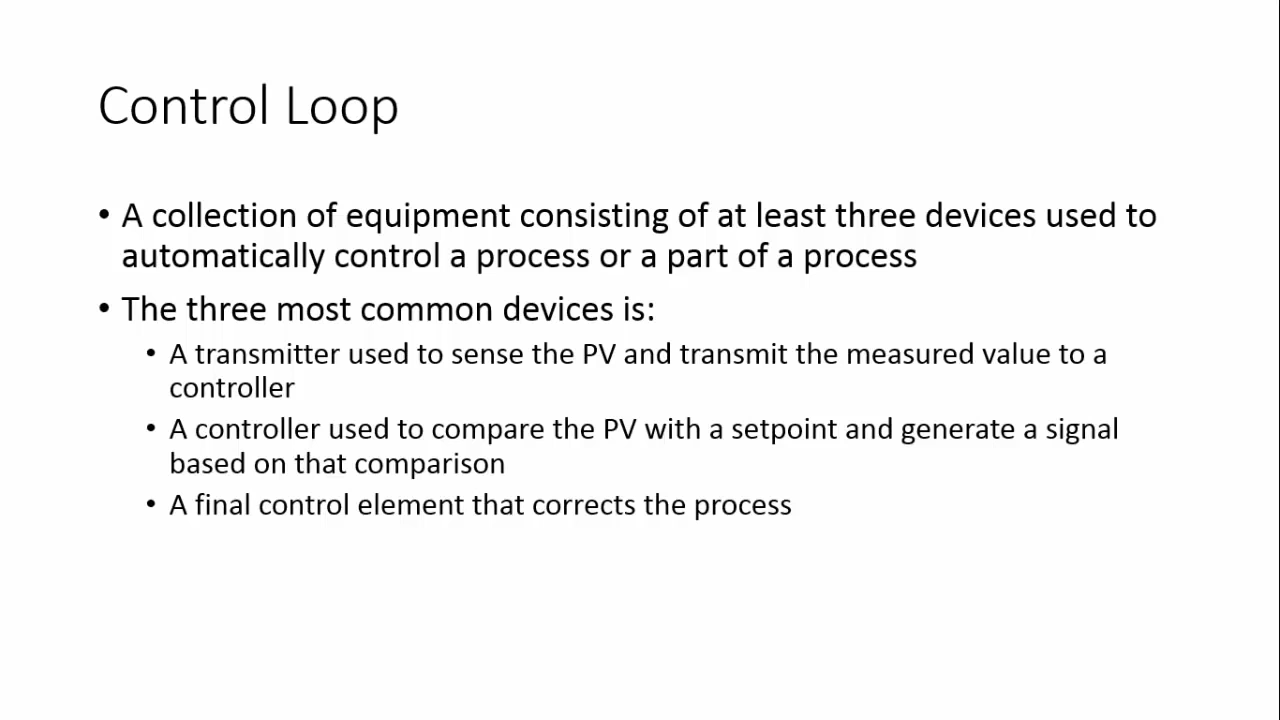 Control Loop
• A collection of equipment consisting of at least three devices used to
automatically control a process or a part of a process
• The three most common devices is:
• A transmitter used to sense the PV and transmit the measured value to a
controller
• A controller used to compare the PV with a setpoint and generate a signal
based on that comparison
• A final control element that corrects the process